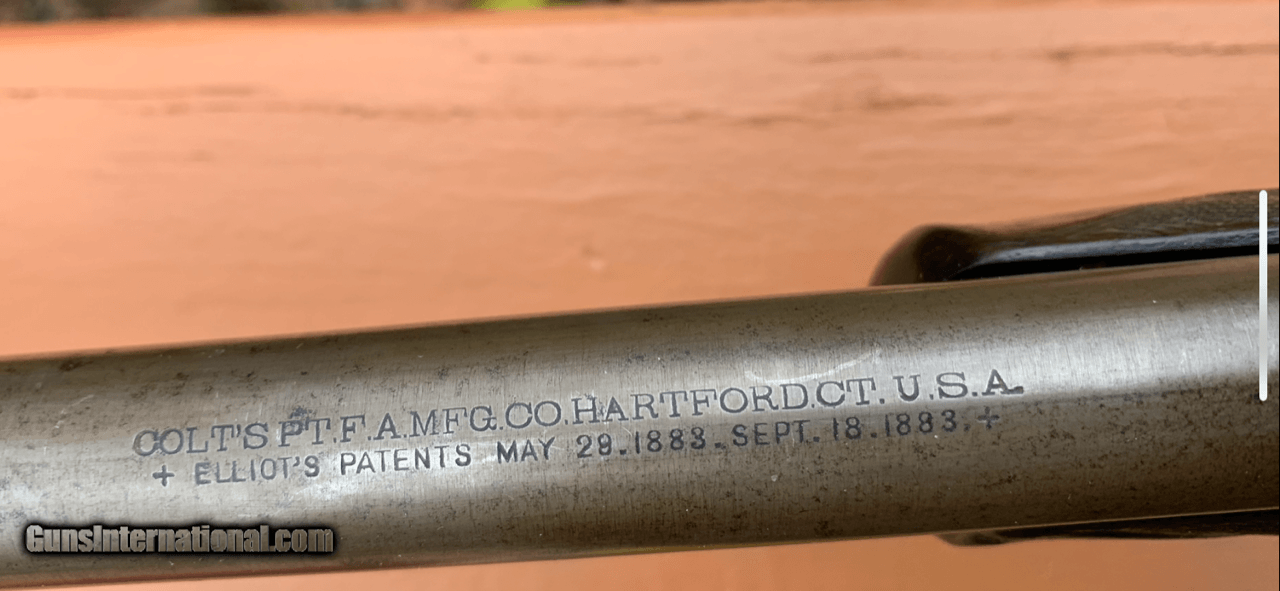 COLT'S PT.F.A.MFG.CO.HARTFORD.CT.U.S.A.
+ ELLIOT'S PATENTS MAY 29.1883.SEPT.18.1883.+
GunsInternational.com